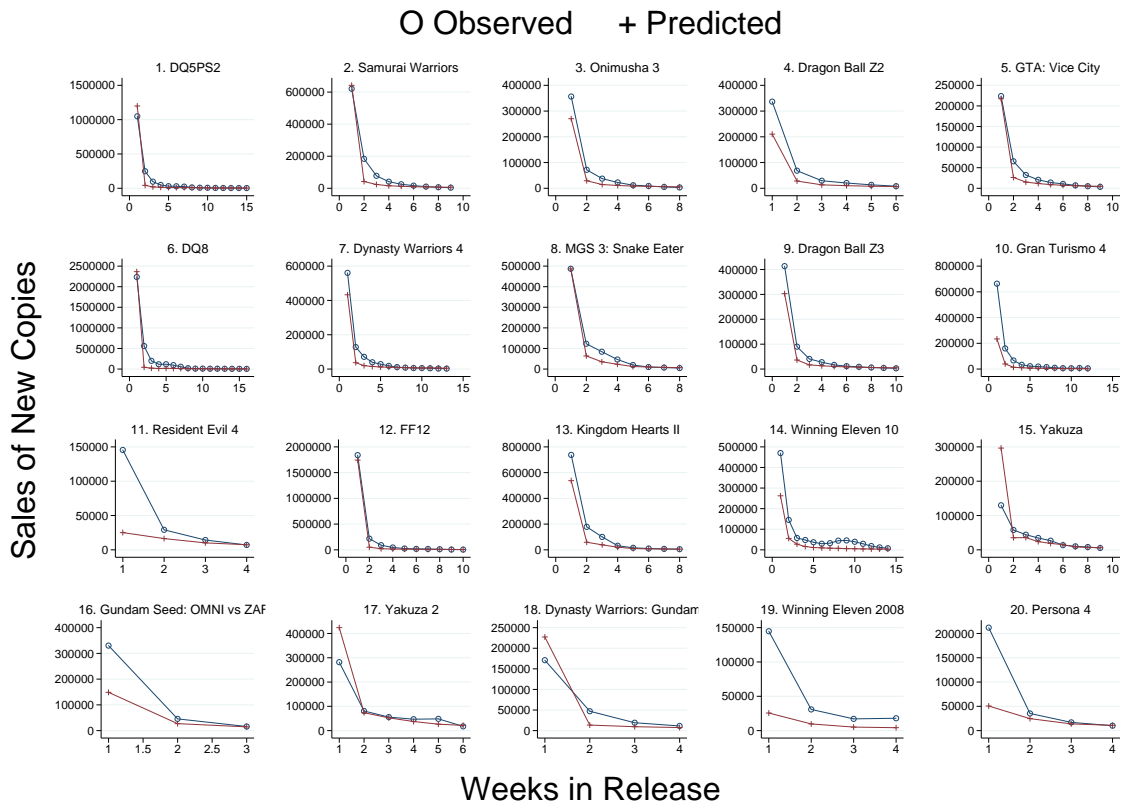 O Observed + Predicted
Sales of New Copies
1. DQ5PS2
1500000
1000000
500000
0
0 5 10 15
2. Samurai Warriors
600000
400000
200000
0
0 2 4 6 8 10
3. Onimusha 3
400000
300000
200000
100000
0
0 2 4 6 8
4. Dragon Ball Z2
400000
300000
200000
100000
0
1 2 3 4 5 6
5. GTA: Vice City
250000
200000
150000
100000
50000
0
0 2 4 6 8 10
6. DQ8
2500000
2000000
1500000
1000000
500000
0
0 5 10 15
7. Dynasty Warriors 4
600000
400000
200000
0
0 5 10 15
8. MGS 3: Snake Eater
500000
400000
300000
200000
100000
0
0 2 4 6 8
9. Dragon Ball Z3
400000
300000
200000
100000
0
0 2 4 6 8 10
10. Gran Turismo 4
800000
600000
400000
200000
0
0 5 10 15
11. Resident Evil 4
150000
100000
50000
0
1 2 3 4
12. FF12
2000000
1500000
1000000
500000
0
0 2 4 6 8 10
13. Kingdom Hearts II
800000
600000
400000
200000
0
0 2 4 6 8
14. Winning Eleven 10
500000
400000
300000
200000
100000
0
0 5 10 15
15. Yakuza
300000
200000
100000
0
0 2 4 6 8 10
16. Gundam Seed: OMNI vs ZAF
400000
300000
200000
100000
0
1 1.5 2 2.5 3
17. Yakuza 2
400000
300000
200000
100000
0
1 2 3 4 5 6
18. Dynasty Warriors: Gundam
250000
200000
150000
100000
50000
0
1 2 3 4
19. Winning Eleven 2008
150000
100000
50000
0
1 2 3 4
20. Persona 4
200000
150000
100000
50000
0
1 2 3 4
Weeks in Release